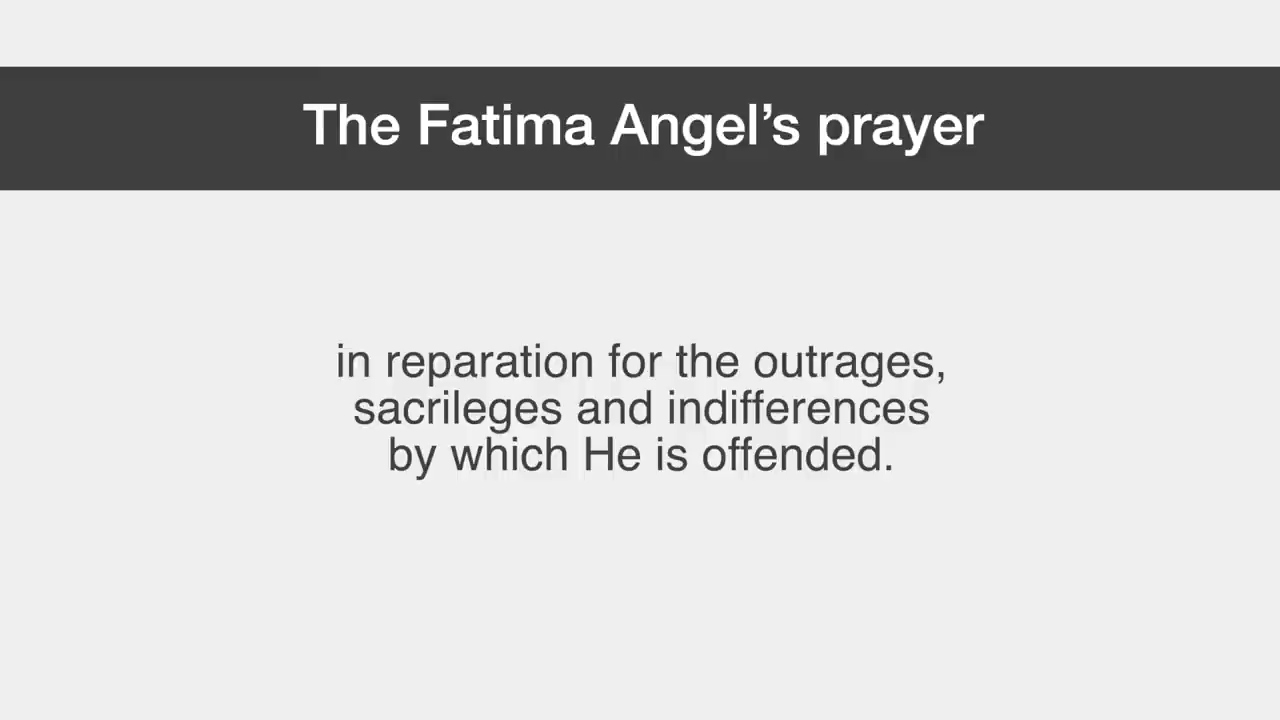 The Fatima Angel’s prayer
in reparation for the outrages,
sacrileges and indifferences
by which He is offended.